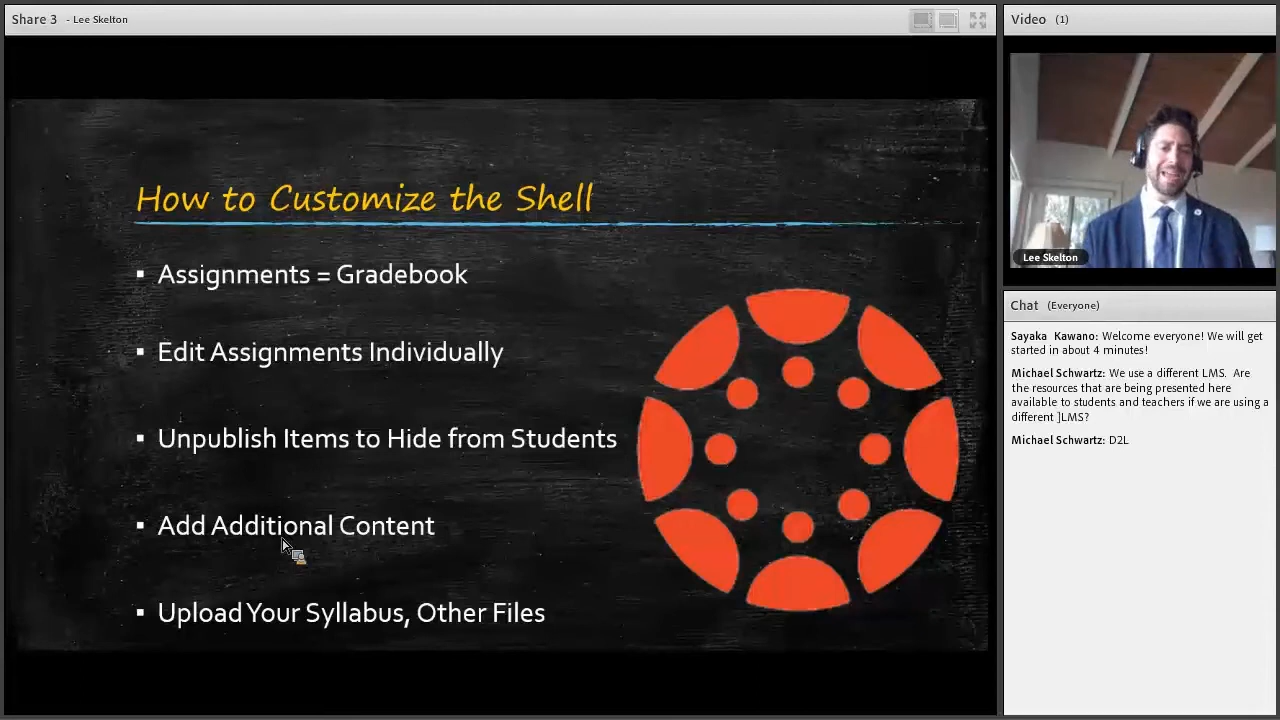 Share 3 - Lee Skelton
How to Customize the Shell
▪ Assignments = Gradebook
▪ Edit Assignments Individually
▪ Unpublish Items to Hide from Students
▪ Add Additional Content
▪ Upload Your Syllabus, Other Files
Video (1)
Lee Skelton
Chat (Everyone)
Sayaka Kawano: Welcome everyone! We will get
started in about 4 minutes!
Michael Schwartz: We use a different LMS. Are
the resources that are being presented here
available to students and teachers if we are using a
different ]LMS?
Michael Schwartz: D2L